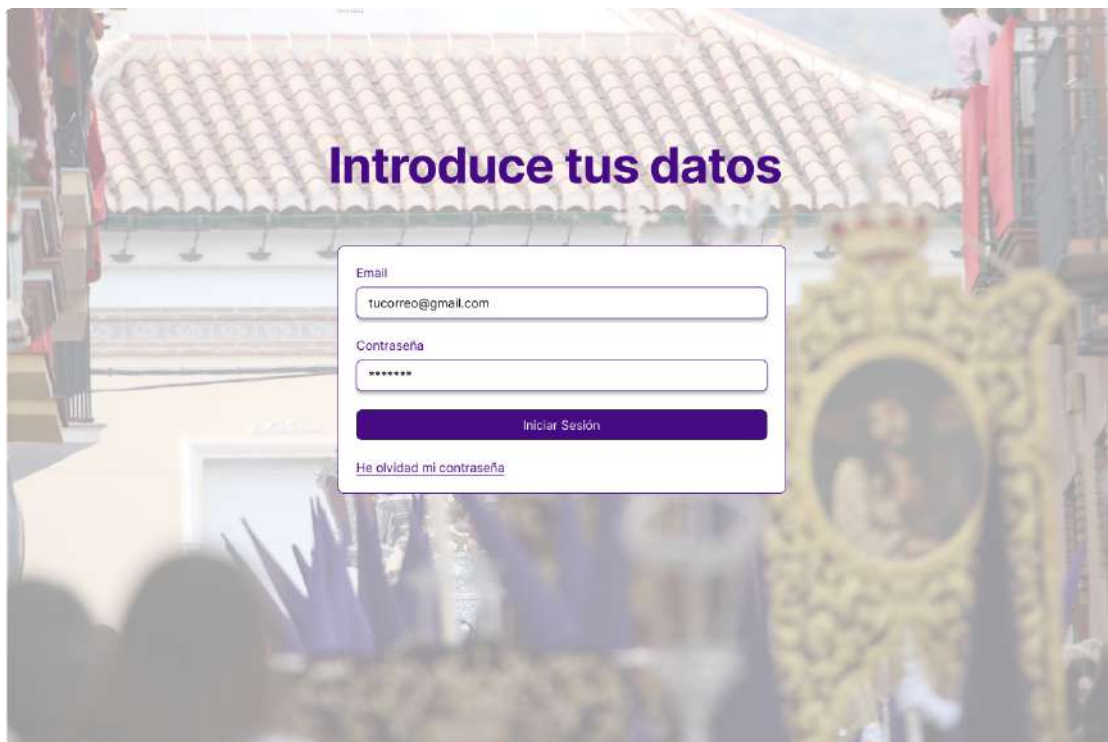 Introduce tus datos
Email
tucorreo@gmail.com
Contraseña
*******
Iniciar Sesión
He olvidad mi contraseña